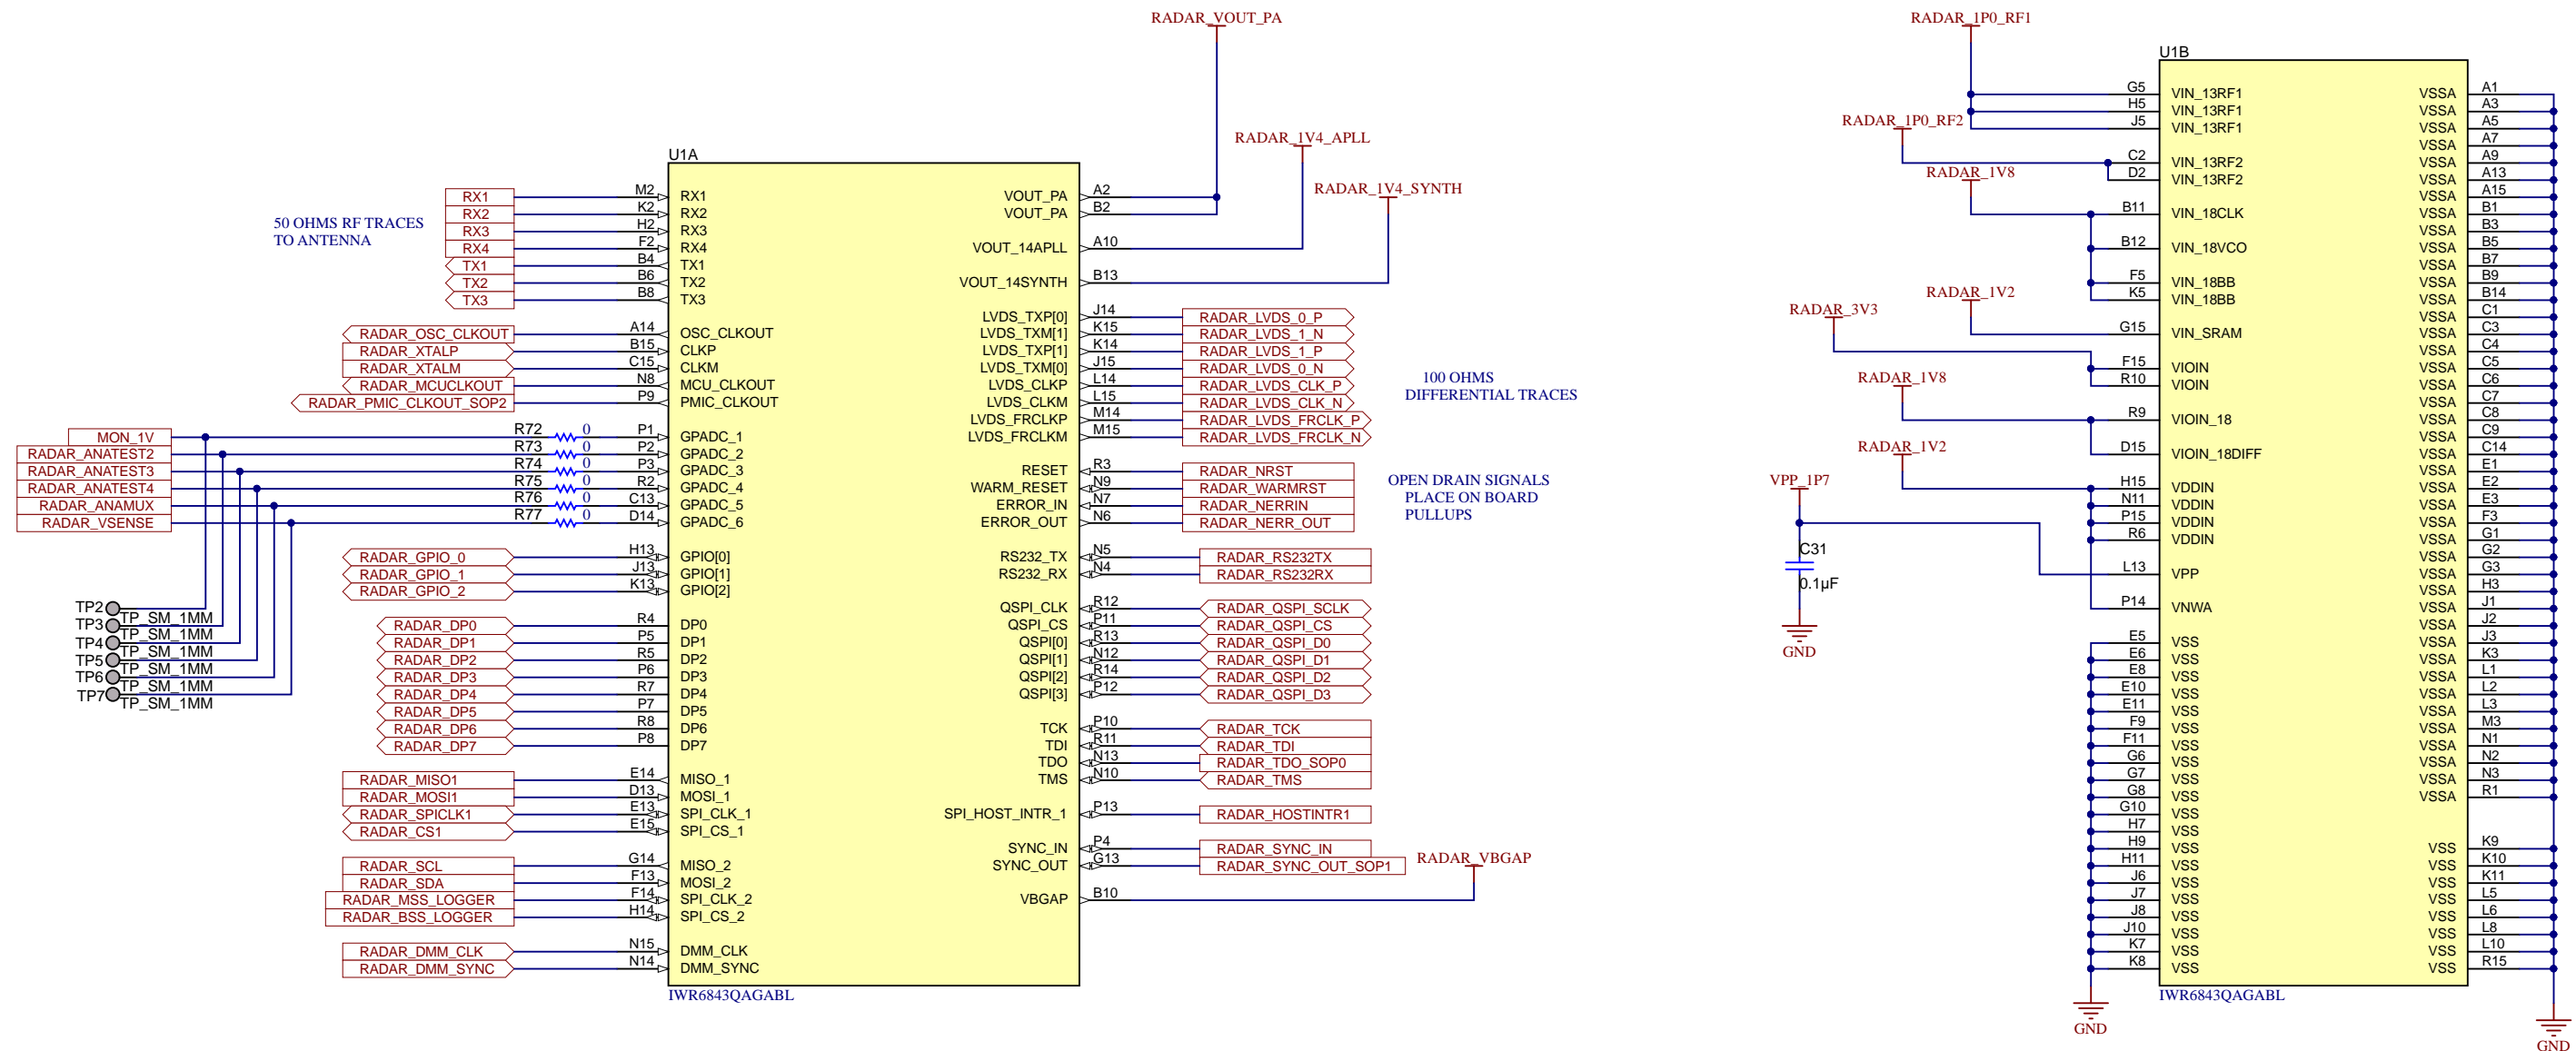 RADAR_VOUT_PA
RADAR_1V4_APLL
RADAR_1V4_SYNTH
U1A
50 OHMS RF TRACES
TO ANTENNA
RX1 M2 RX1 VOUT_PA A2
RX2 K2 RX2 VOUT_PA B2
RX3 H2 RX3
RX4 F2 RX4 VOUT_14APLL A10
TX1 B4 TX1
TX2 B6 TX2 VOUT_14SYNTH B13
TX3 B8 TX3
LVDS_TXP[0] J14 RADAR_LVDS_0_P
RADAR_OSC_CLKOUT A14 OSC_CLKOUT LVDS_TXM[1] K15 RADAR_LVDS_1_N
RADAR_XTALP B15 CLKP LVDS_TXP[1] K14 RADAR_LVDS_1_P
RADAR_XTALM C15 CLKM LVDS_TXM[0] J15 RADAR_LVDS_0_N
RADAR_MCUCLKOUT N8 MCU_CLKOUT LVDS_CLKP L14 RADAR_LVDS_CLK_P
RADAR_PMIC_CLKOUT_SOP2 P9 PMIC_CLKOUT LVDS_CLKM L15 RADAR_LVDS_CLK_N
LVDS_FRCLKP M14 RADAR_LVDS_FRCLK_P
MON_1V R72 0 P1 GPADC_1 LVDS_FRCLKM M15 RADAR_LVDS_FRCLK_N
100 OHMS
DIFFERENTIAL TRACES
RADAR_ANATEST2 R73 0 P2 GPADC_2
RADAR_ANATEST3 R74 0 P3 GPADC_3 RESET R3 RADAR_NRST
RADAR_ANATEST4 R75 0 R2 GPADC_4 WARM_RESET N9 RADAR_WARMRST
RADAR_ANAMUX R76 0 C13 GPADC_5 ERROR_IN N7 RADAR_NERRIN
RADAR_VSENSE R77 0 D14 GPADC_6 ERROR_OUT N6 RADAR_NERR_OUT
OPEN DRAIN SIGNALS
PLACE ON BOARD
PULLUPS
RADAR_GPIO_0 H13 GPIO[0] RS232_TX N5 RADAR_RS232TX
RADAR_GPIO_1 J13 GPIO[1] RS232_RX N4 RADAR_RS232RX
RADAR_GPIO_2 K13 GPIO[2]
TP2 TP_SM_1MM
TP3 TP_SM_1MM
TP4 TP_SM_1MM
TP5 TP_SM_1MM
TP6 TP_SM_1MM
TP7 TP_SM_1MM
QSPI_CLK R12 RADAR_QSPI_SCLK
RADAR_DP0 R4 DP0 QSPI_CS P11 RADAR_QSPI_CS
RADAR_DP1 P5 DP1 QSPI[0] R13 RADAR_QSPI_D0
RADAR_DP2 R5 DP2 QSPI[1] N12 RADAR_QSPI_D1
RADAR_DP3 P6 DP3 QSPI[2] R14 RADAR_QSPI_D2
RADAR_DP4 R7 DP4 QSPI[3] P12 RADAR_QSPI_D3
RADAR_DP5 P7 DP5
RADAR_DP6 R8 DP6 TCK P10 RADAR_TCK
RADAR_DP7 P8 DP7 TDI R11 RADAR_TDI
TDO N13 RADAR_TDO_SOP0
RADAR_MISO1 E14 MISO_1 TMS N10 RADAR_TMS
RADAR_MOSI1 D13 MOSI_1
RADAR_SPICLK1 E13 SPI_CLK_1 SPI_HOST_INTR_1 P13 RADAR_HOSTINTR1
RADAR_CS1 E15 SPI_CS_1
SYNC_IN P4 RADAR_SYNC_IN
RADAR_SCL G14 MISO_2 SYNC_OUT G13 RADAR_SYNC_OUT_SOP1
RADAR_VBGAP
RADAR_SDA F13 MOSI_2
RADAR_MSS_LOGGER F14 SPI_CLK_2 VBGAP B10
RADAR_BSS_LOGGER H14 SPI_CS_2
RADAR_DMM_CLK N15 DMM_CLK
RADAR_DMM_SYNC N14 DMM_SYNC
IWR6843QAGABL
RADAR_1P0_RF1
U1B
RADAR_1P0_RF2
RADAR_1V8
RADAR_1V2
RADAR_3V3
RADAR_1V8
RADAR_1V2
VPP_1P7
C31
0.1µF
GND
G5 VIN_13RF1 VSSA A1
H5 VIN_13RF1 VSSA A3
J5 VIN_13RF1 VSSA A5
VSSA A7
C2 VIN_13RF2 VSSA A9
D2 VIN_13RF2 VSSA A13
VSSA A15
B11 VIN_18CLK VSSA B1
VSSA B3
B12 VIN_18VCO VSSA B5
VSSA B7
F5 VIN_18BB VSSA B9
K5 VIN_18BB VSSA B14
VSSA C1
G15 VIN_SRAM VSSA C3
VSSA C4
F15 VIOIN VSSA C5
R10 VIOIN VSSA C6
VSSA C7
R9 VIOIN_18 VSSA C8
VSSA C9
D15 VIOIN_18DIFF VSSA C14
VSSA E1
H15 VDDIN VSSA E2
N11 VDDIN VSSA E3
P15 VDDIN VSSA F3
R6 VDDIN VSSA G1
VSSA G2
L13 VPP VSSA G3
VSSA H3
P14 VNWA VSSA J1
VSSA J2
E5 VSS VSSA J3
E6 VSS VSSA K3
E8 VSS VSSA L1
E10 VSS VSSA L2
E11 VSS VSSA L3
F9 VSS VSSA M3
F11 VSS VSSA N1
G6 VSS VSSA N2
G7 VSS VSSA N3
G8 VSS VSSA R1
G10 VSS
H7 VSS
H9 VSS VSS K9
H11 VSS VSS K10
J6 VSS VSS K11
J7 VSS VSS L5
J8 VSS VSS L6
J10 VSS VSS L8
K7 VSS VSS L10
K8 VSS VSS R15
IWR6843QAGABL
GND
GND